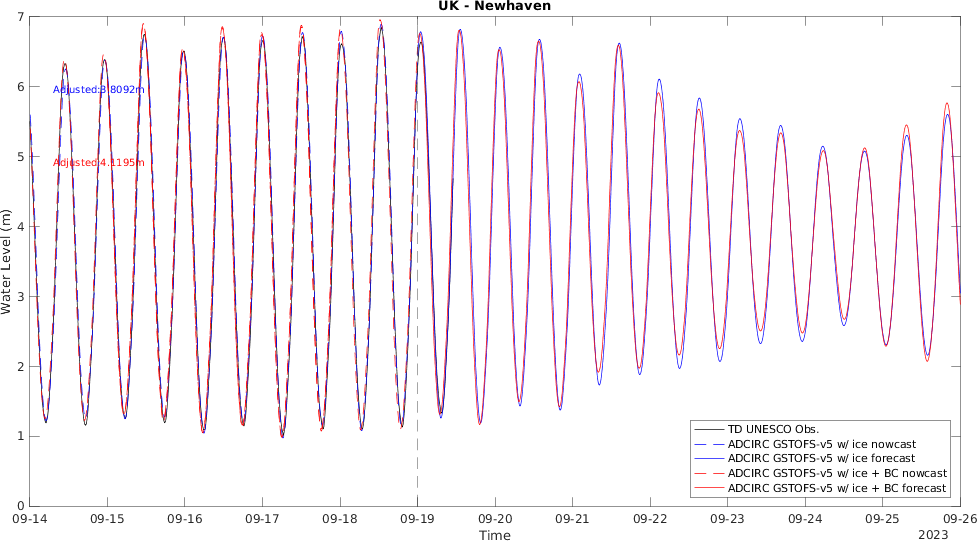 UK - Newhaven
7
6
5
4
3
2
1
0
Water Level (m)
Adjusted:3.8092m
Adjusted:4.1195m
TD UNESCO Obs.
ADCIRC GSTOFS-v5 w/ ice nowcast
ADCIRC GSTOFS-v5 w/ ice forecast
ADCIRC GSTOFS-v5 w/ ice + BC nowcast
ADCIRC GSTOFS-v5 w/ ice + BC forecast
09-14 09-15 09-16 09-17 09-18 09-19 09-20 09-21 09-22 09-23 09-24 09-25 09-26
Time
2023